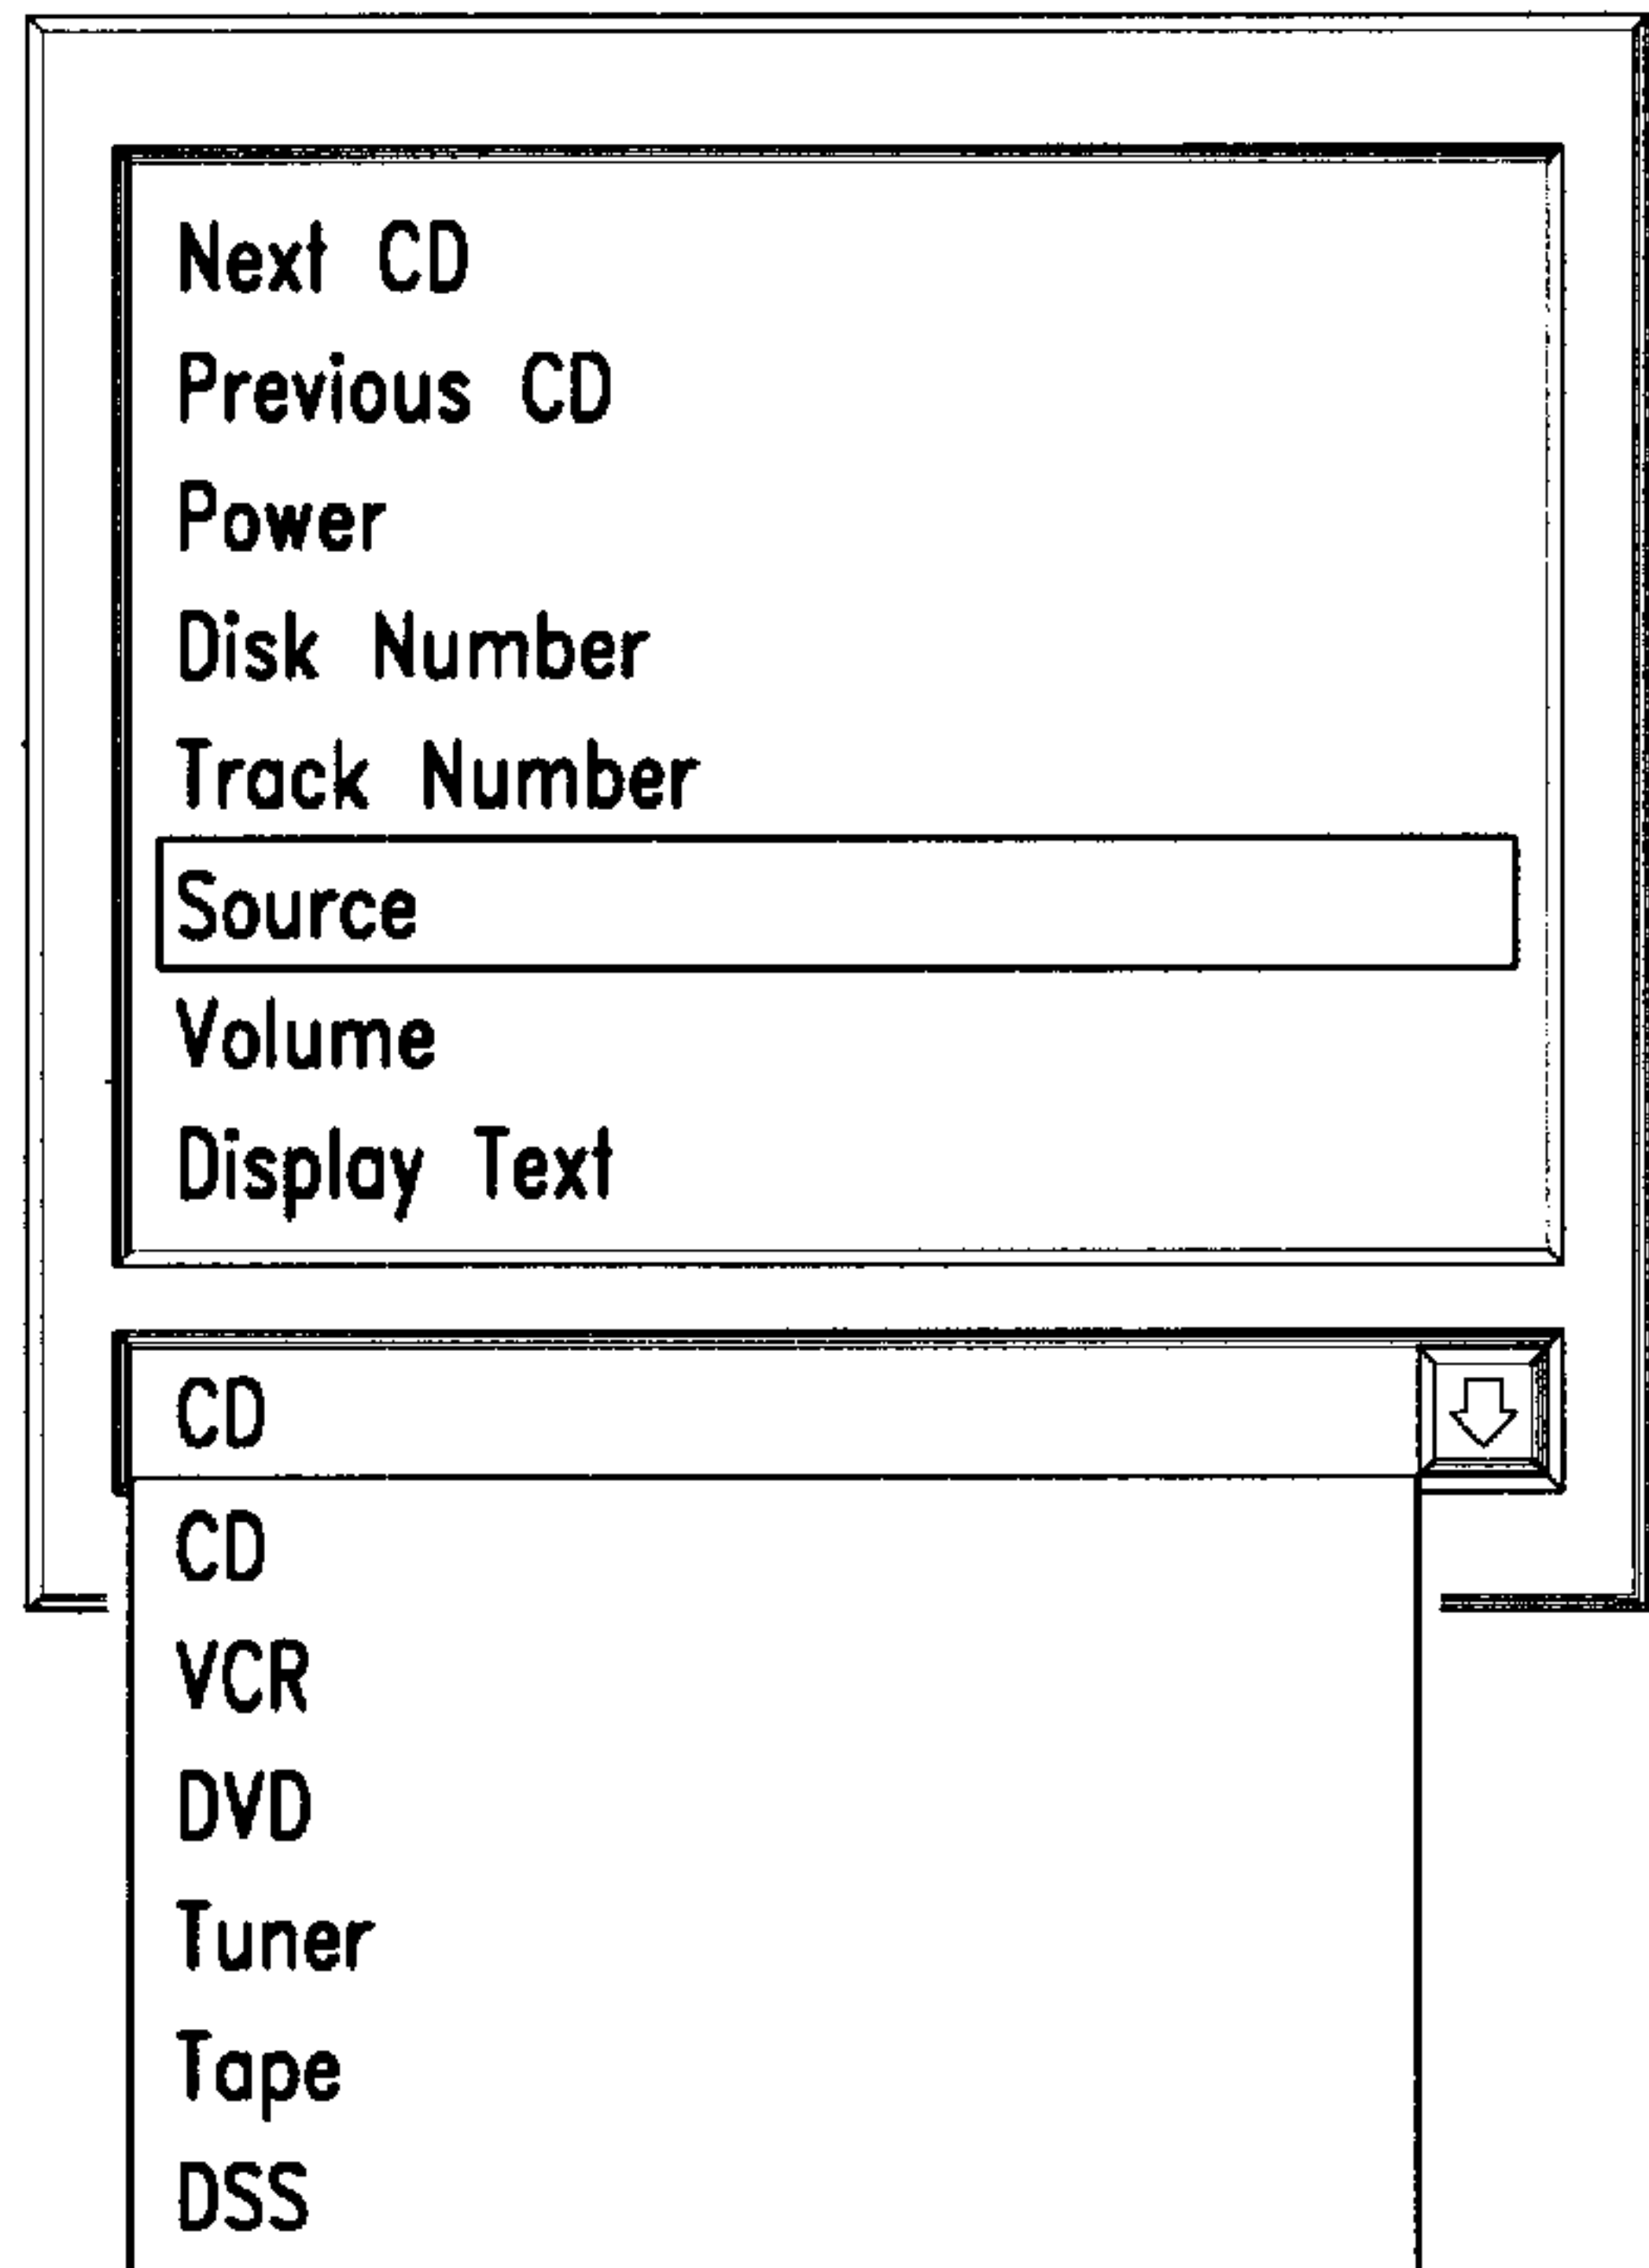 Next CD
Previous CD
Power
Disk Number
Track Number
Source
Volume
Display Text
CD
CD
VCR
DVD
Tuner
Tape
DSS